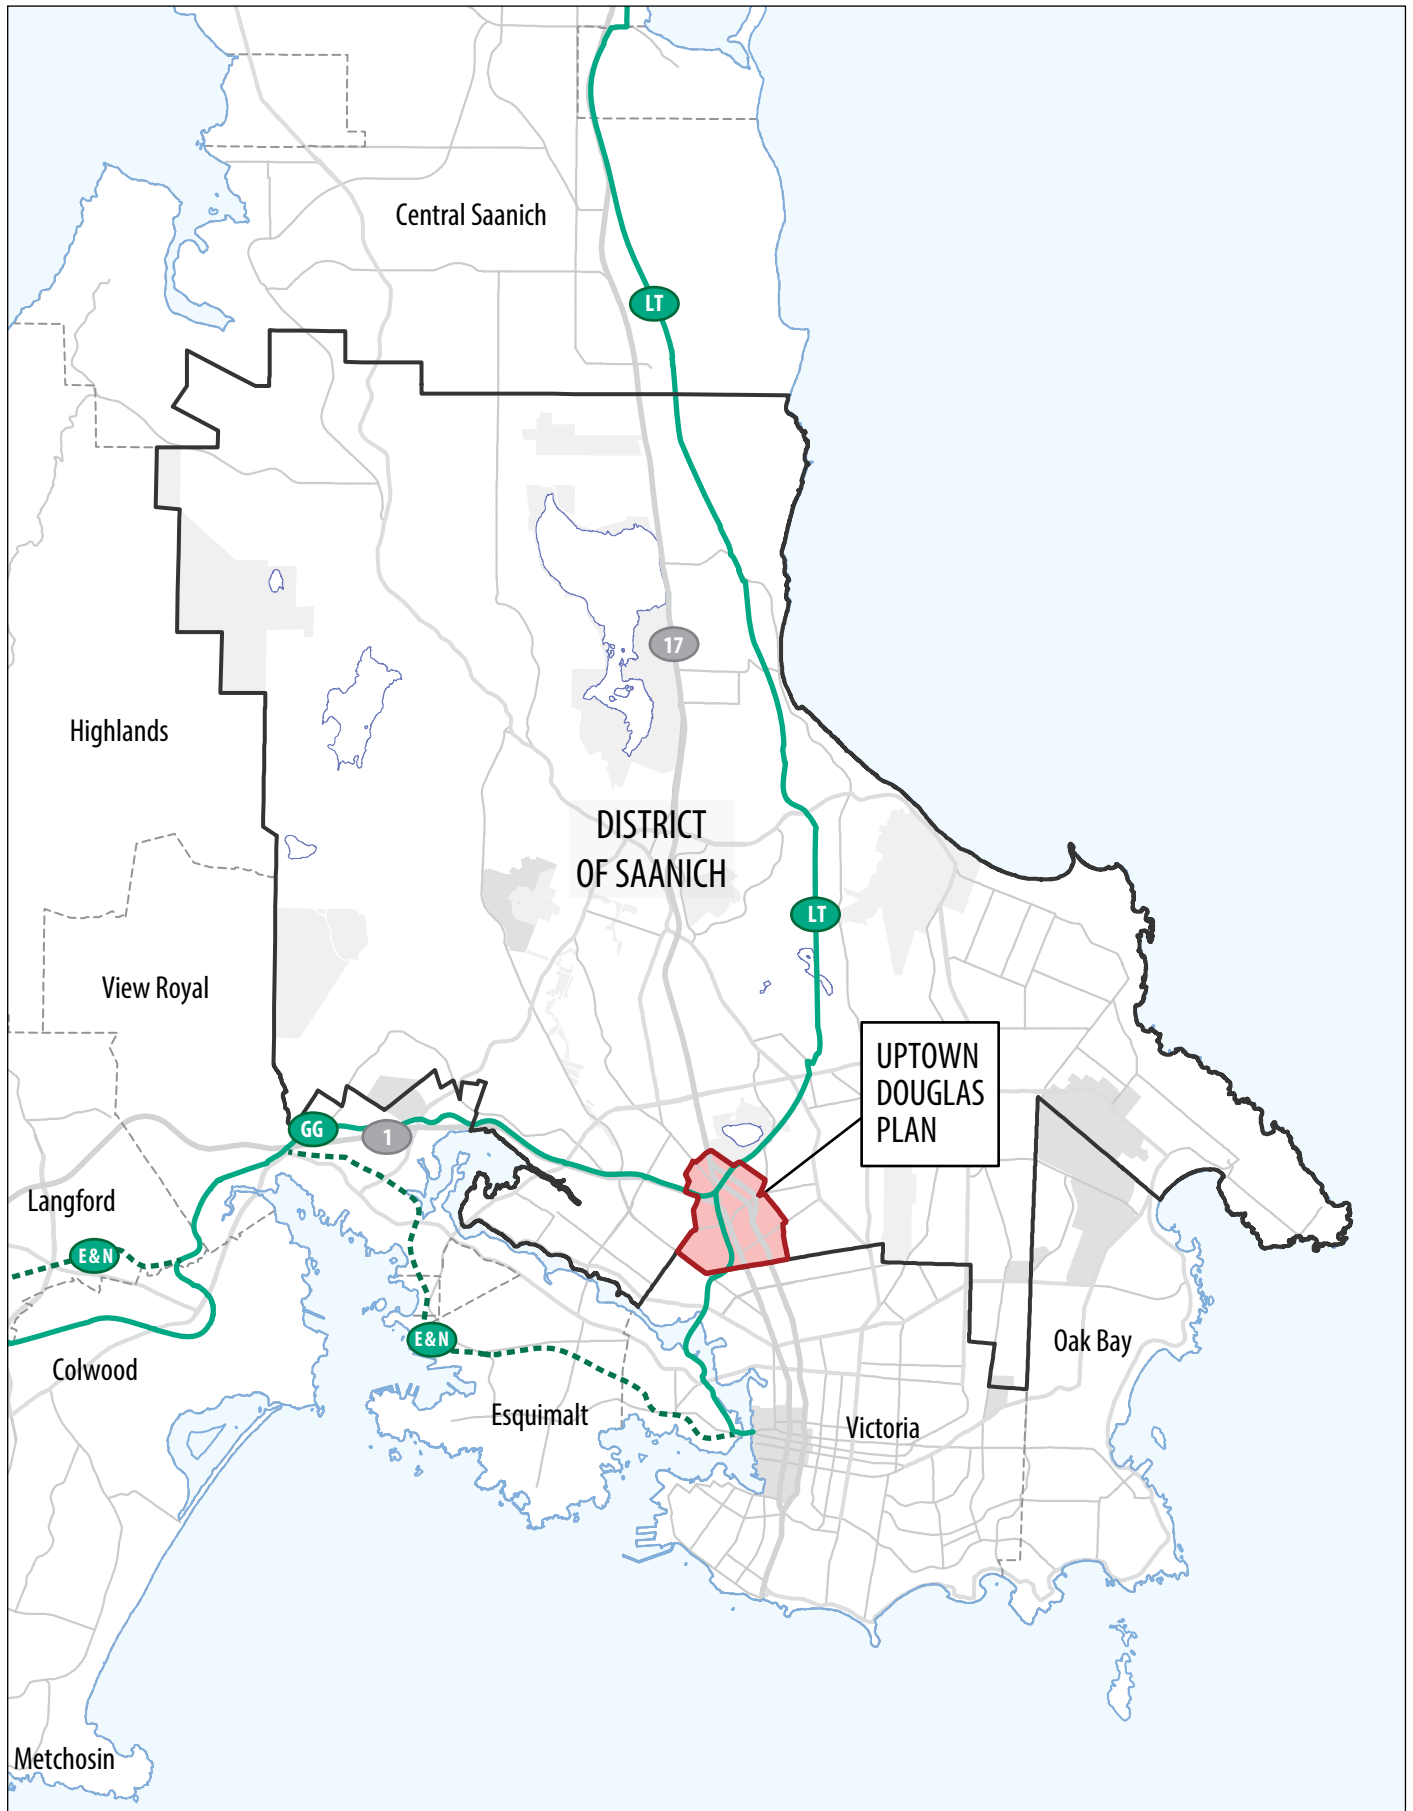 Central Saanich
LT
17
Highlands
DISTRICT
OF SAANICH
LT
View Royal
UPTOWN
DOUGLAS
PLAN
GG
1
Langford
E&N
E&N
Oak Bay
Colwood
Esquimalt
Victoria
Metchosin